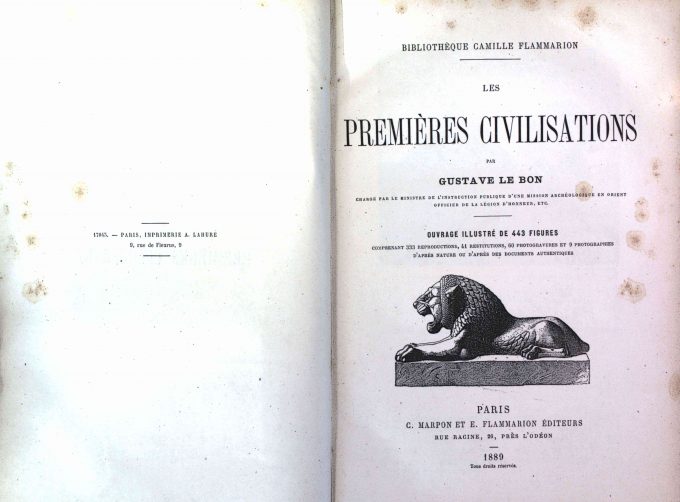 17045. — PARIS, IMPRIMERIE A. LAHURE
9, rue de Fleurus, 9
BIBLIOTHÈQUE CAMILLE FLAMMARION
LES
PREMIÈRES CIVILISATIONS
PAR
GUSTAVE LE BON
CHARGÉ PAR LE MINISTRE DE L'INSTRUCTION PUBLIQUE D'UNE MISSION ARCHÉOLOGIQUE EN ORIENT
OFFICIER DE LA LÉGION D'HONNEUR, ETC.
OUVRAGE ILLUSTRÉ DE 443 FIGURES
COMPRENANT 333 REPRODUCTIONS, 41 RESTITUTIONS, 60 PHOTOGRAVURES ET 9 PHOTOGRAPHIES
D'APRÈS NATURE OU D'APRÈS DES DOCUMENTS AUTHENTIQUES
PARIS
C. MARPON ET E. FLAMMARION ÉDITEURS
RUE RACINE, 26, PRÈS L'ODÉON
1889
Tous droits réservés.